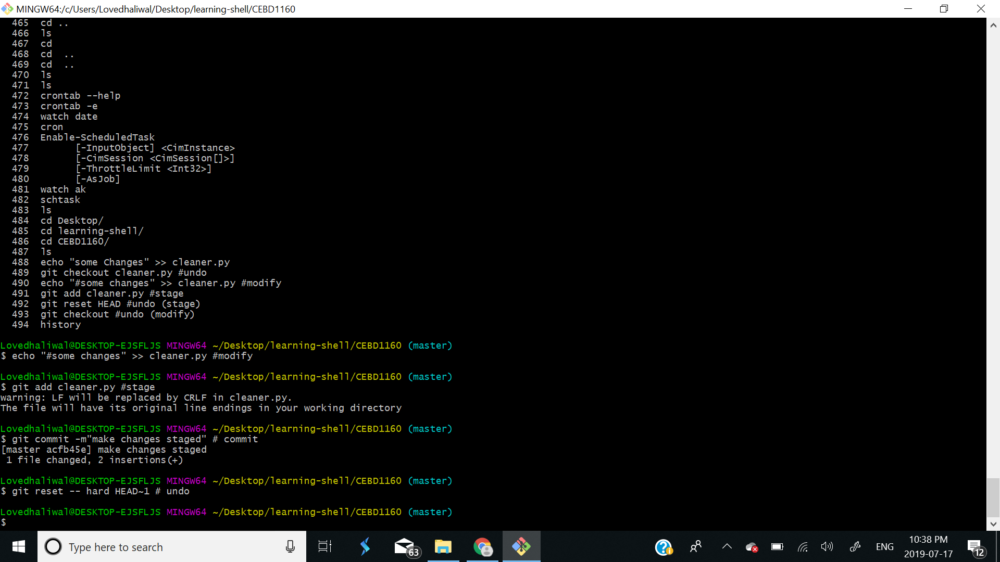 MINGW64:/c/Users/Lovedhaliwal/Desktop/learning-shell/CEBD1160
465 cd ..
466 ls
467 cd
468 cd  ..
469 cd  ..
470 ls
471 ls
472 crontab --help
473 crontab -e
474 watch date
475 cron
476 Enable-ScheduledTask
477 [-InputObject] <CimInstance>
478 [-CimSession <CimSession[]>]
479 [-ThrottleLimit <Int32>]
480 [-AsJob]
481 watch ak
482 schtask
483 ls
484 cd Desktop/
485 cd learning-shell/
486 cd CEBD1160/
487 ls
488 echo "some Changes" >> cleaner.py
489 git checkout cleaner.py #undo
490 echo "#some changes" >> cleaner.py #modify
491 git add cleaner.py #stage
492 git reset HEAD #undo (stage)
493 git checkout #undo (modify)
494 history
Lovedhaliwal@DESKTOP-EJSFLJS MINGW64 ~/Desktop/learning-shell/CEBD1160 (master)
$ echo "#some changes" >> cleaner.py #modify
Lovedhaliwal@DESKTOP-EJSFLJS MINGW64 ~/Desktop/learning-shell/CEBD1160 (master)
$ git add cleaner.py #stage
warning: LF will be replaced by CRLF in cleaner.py.
The file will have its original line endings in your working directory
Lovedhaliwal@DESKTOP-EJSFLJS MINGW64 ~/Desktop/learning-shell/CEBD1160 (master)
$ git commit -m"make changes staged" # commit
[master acfb45e] make changes staged
1 file changed, 2 insertions(+)
Lovedhaliwal@DESKTOP-EJSFLJS MINGW64 ~/Desktop/learning-shell/CEBD1160 (master)
$ git reset -- hard HEAD~1 # undo
Lovedhaliwal@DESKTOP-EJSFLJS MINGW64 ~/Desktop/learning-shell/CEBD1160 (master)
$
Type here to search
63
ENG
10:38 PM
2019-07-17
12